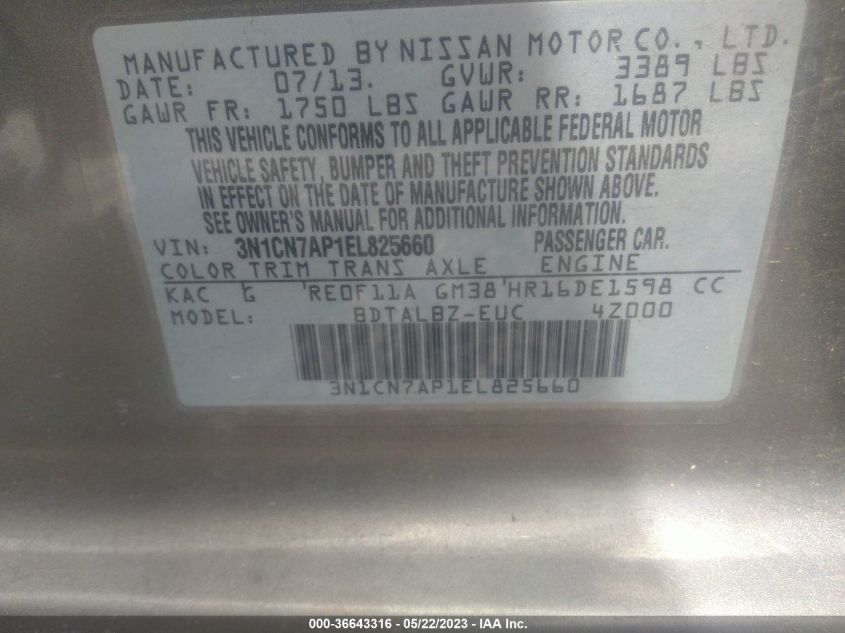 MANUFACTURED BY NISSAN MOTOR CO., LTD.
DATE: 07/13. GVWR: 3389 LBS
GAWR FR: 1750 LBS GAWR RR: 1687 LBS
THIS VEHICLE CONFORMS TO ALL APPLICABLE FEDERAL MOTOR
VEHICLE SAFETY, BUMPER AND THEFT PREVENTION STANDARDS
IN EFFECT ON THE DATE OF MANUFACTURE SHOWN ABOVE.
SEE OWNER'S MANUAL FOR ADDITIONAL INFORMATION.
VIN: 3N1CN7AP1EL825660 PASSENGER CAR.
COLOR TRIM TRANS AXLE ENGINE
KAC G RE0F11A GM38 HR16DE1598 CC
MODEL: BDTALBZ-EUC 4Z000
3N1CN7AP1EL825660
000-36643316 - 05/22/2023 - IAA Inc.